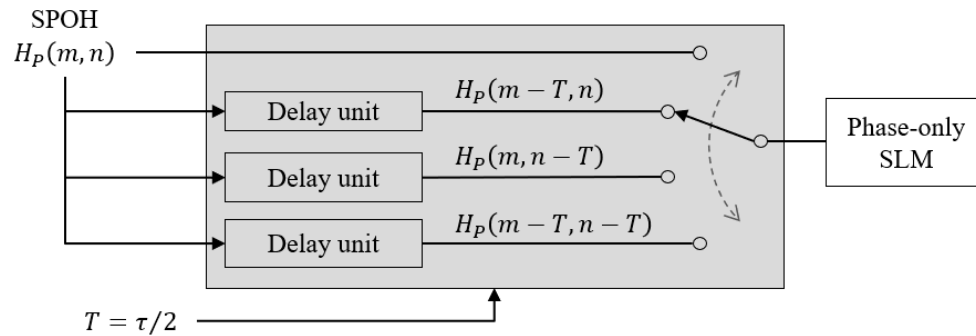 SPOH
H_P(m, n)
Delay unit
H_P(m − T, n)
Delay unit
H_P(m, n − T)
Delay unit
H_P(m − T, n − T)
Phase-only
SLM
T = τ/2